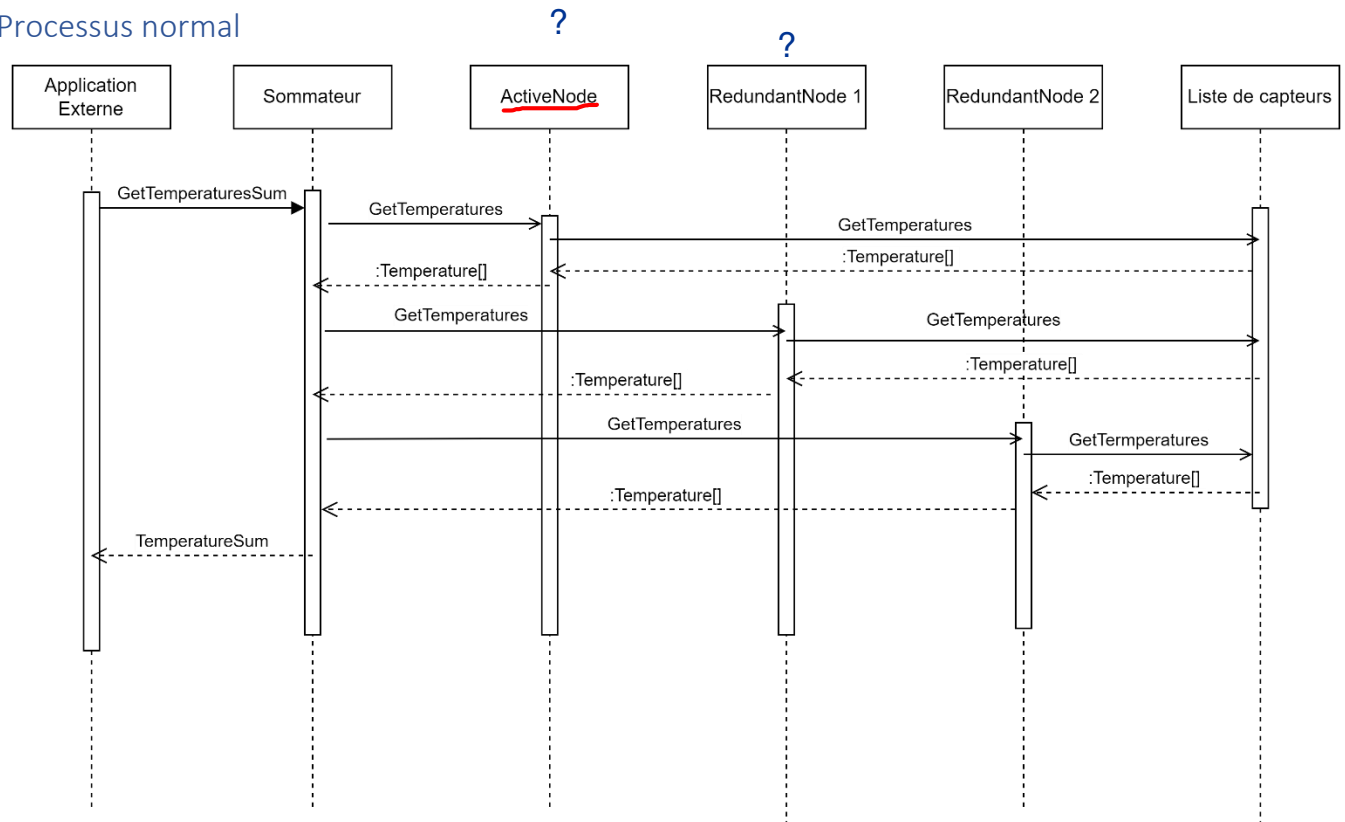 Processus normal
?
?
Application
Externe
Sommateur
ActiveNode
RedundantNode 1
RedundantNode 2
Liste de capteurs
GetTemperaturesSum
GetTemperatures
GetTemperatures
:Temperature[]
:Temperature[]
GetTemperatures
GetTemperatures
:Temperature[]
:Temperature[]
GetTemperatures
GetTermperatures
:Temperature[]
:Temperature[]
TemperatureSum